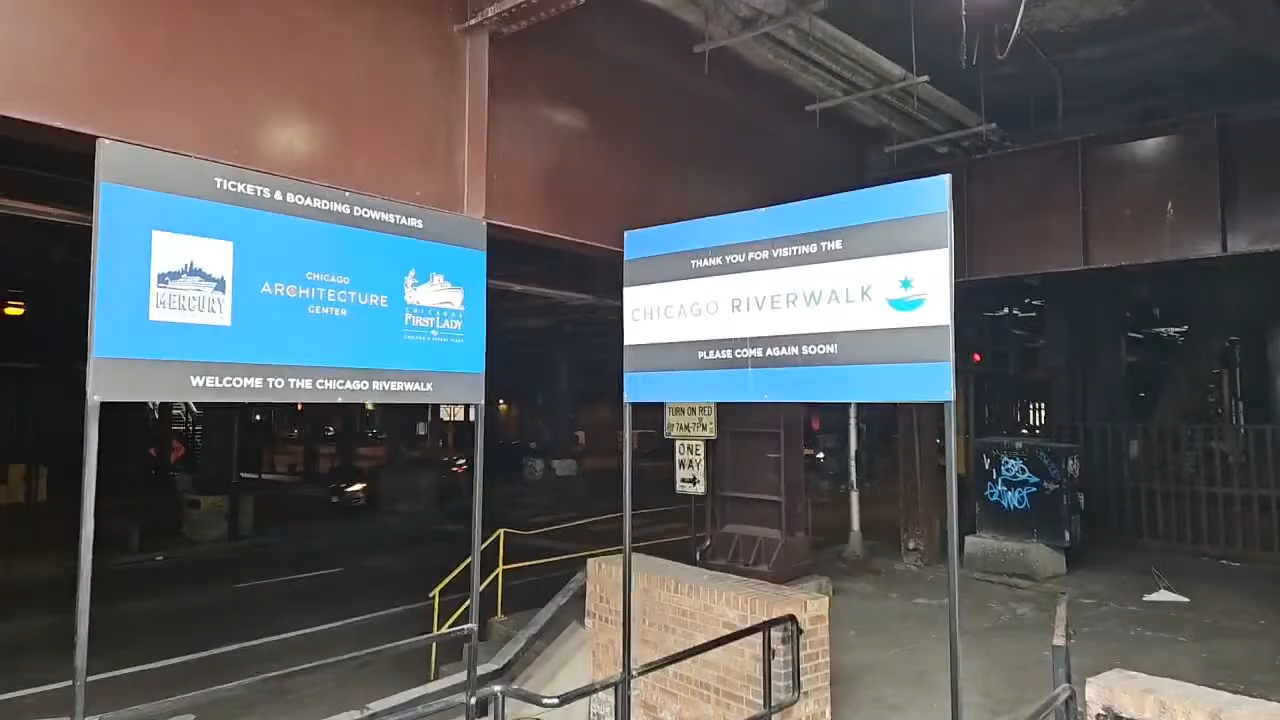 TICKETS & BOARDING DOWNSTAIRS
MERCURY
CHICAGO
ARCHITECTURE
CENTER
CHICAGO'S
FIRST LADY
WELCOME TO THE CHICAGO RIVERWALK
THANK YOU FOR VISITING THE
CHICAGO RIVERWALK
PLEASE COME AGAIN SOON!
TURN ON RED
7AM-7PM
ONE
WAY